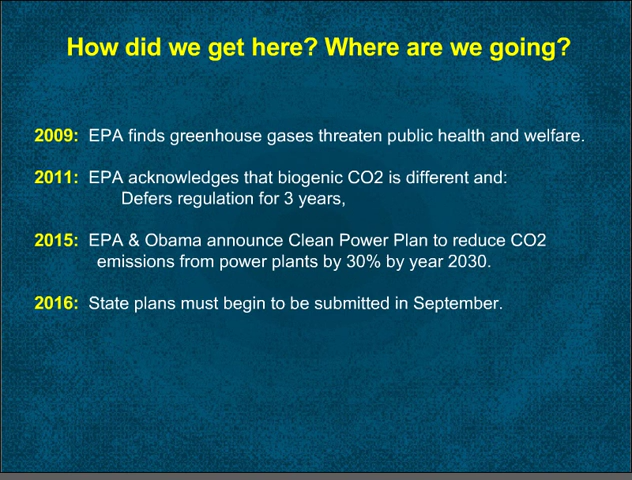 How did we get here? Where are we going?
2009: EPA finds greenhouse gases threaten public health and welfare.
2011: EPA acknowledges that biogenic CO2 is different and:
Defers regulation for 3 years,
2015: EPA & Obama announce Clean Power Plan to reduce CO2
emissions from power plants by 30% by year 2030.
2016: State plans must begin to be submitted in September.